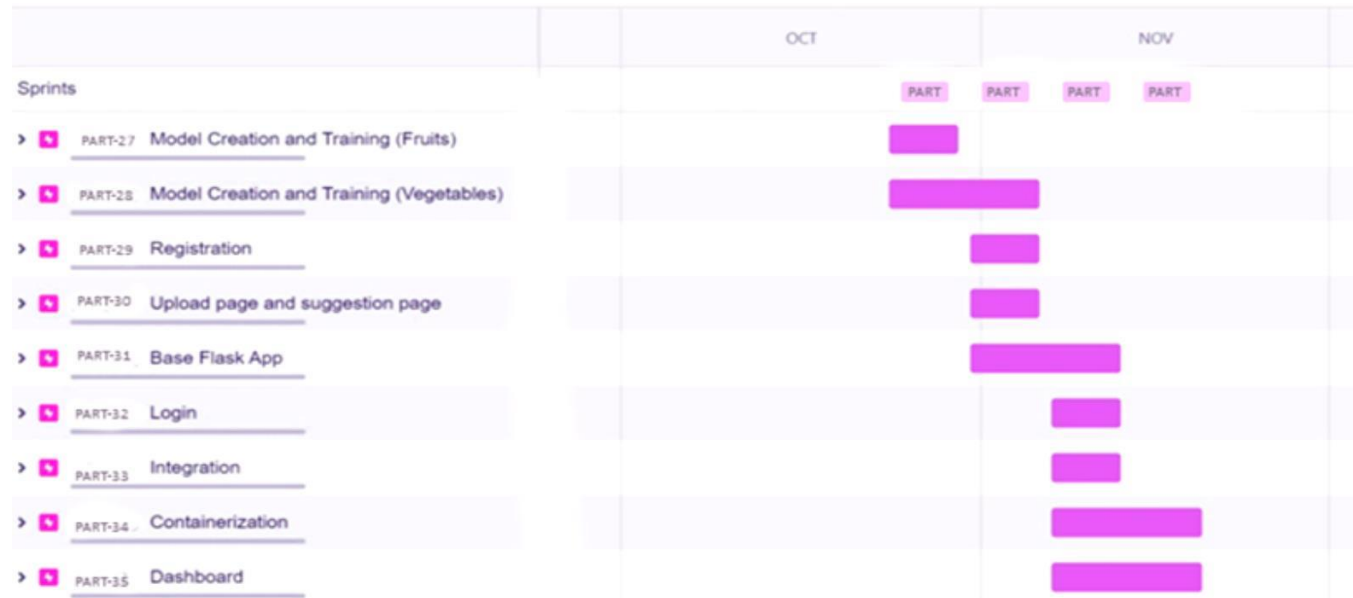 OCT NOV
Sprints PART PART PART PART
PART-27 Model Creation and Training (Fruits)
PART-28 Model Creation and Training (Vegetables)
PART-29 Registration
PART-30 Upload page and suggestion page
PART-31 Base Flask App
PART-32 Login
PART-33 Integration
PART-34 Containerization
PART-35 Dashboard